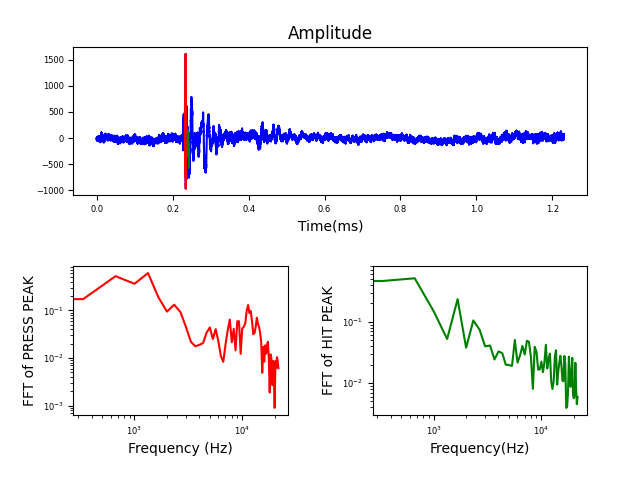 Amplitude
1500
1000
500
0
−500
−1000
0.0 0.2 0.4 0.6 0.8 1.0 1.2
Time(ms)
FFT of PRESS PEAK
10⁻¹
10⁻²
10⁻³
10³ 10⁴
Frequency (Hz)
FFT of HIT PEAK
10⁻¹
10⁻²
10³ 10⁴
Frequency(Hz)